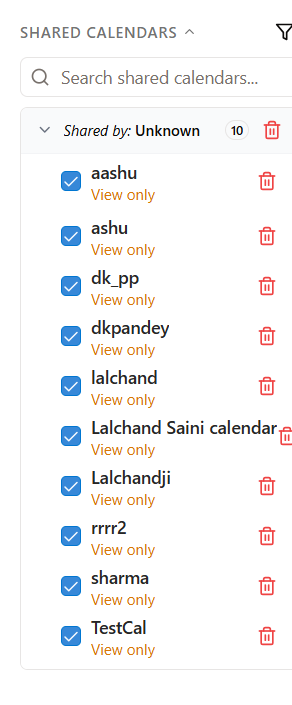 SHARED CALENDARS
Search shared calendars...
Shared by: Unknown 10
aashu
View only
ashu
View only
dk_pp
View only
dkpandey
View only
lalchand
View only
Lalchand Saini calendar
View only
Lalchandji
View only
rrrr2
View only
sharma
View only
TestCal
View only